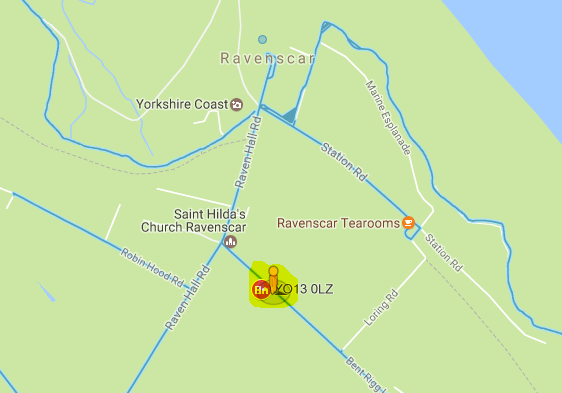 Ravenscar
Yorkshire Coast
Marine Esplanade
Raven Hall Rd
Station Rd
Saint Hilda's
Church Ravenscar
Ravenscar Tearooms
Station Rd
Robin Hood Rd
Raven Hall Rd
YO13 0LZ
Loring Rd
Bent Rigg L